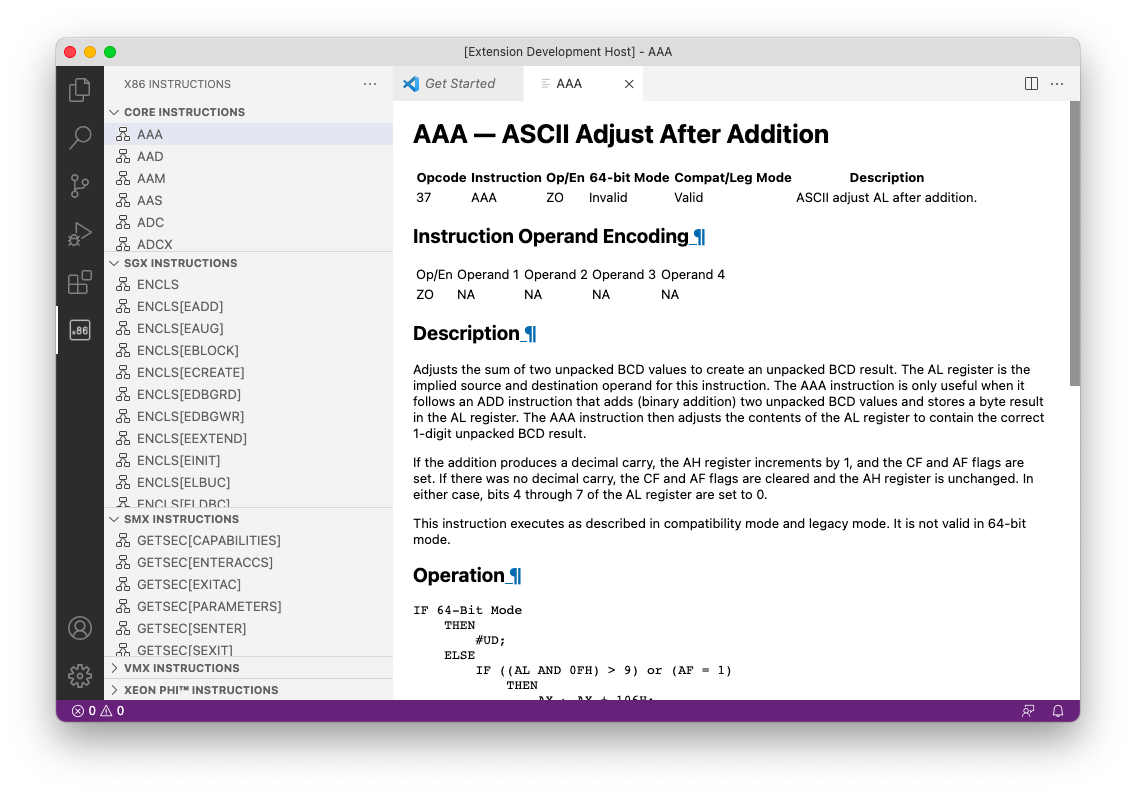 [Extension Development Host] - AAA
X86 INSTRUCTIONS
CORE INSTRUCTIONS
AAA
AAD
AAM
AAS
ADC
ADCX
SGX INSTRUCTIONS
ENCLS
ENCLS[EADD]
ENCLS[EAUG]
ENCLS[EBLOCK]
ENCLS[ECREATE]
ENCLS[EDBGRD]
ENCLS[EDBGWR]
ENCLS[EEXTEND]
ENCLS[EINIT]
ENCLS[ELBUC]
ENCLS[ELDBC]
SMX INSTRUCTIONS
GETSEC[CAPABILITIES]
GETSEC[ENTERACCS]
GETSEC[EXITAC]
GETSEC[PARAMETERS]
GETSEC[SENTER]
GETSEC[SEXIT]
VMX INSTRUCTIONS
XEON PHI™ INSTRUCTIONS
x86
Get Started
AAA
AAA — ASCII Adjust After Addition
Opcode Instruction Op/En 64-bit Mode Compat/Leg Mode Description
37 AAA ZO Invalid Valid ASCII adjust AL after addition.
Instruction Operand Encoding ¶
Op/En Operand 1 Operand 2 Operand 3 Operand 4
ZO NA NA NA NA
Description ¶
Adjusts the sum of two unpacked BCD values to create an unpacked BCD result. The AL register is the
implied source and destination operand for this instruction. The AAA instruction is only useful when it
follows an ADD instruction that adds (binary addition) two unpacked BCD values and stores a byte result
in the AL register. The AAA instruction then adjusts the contents of the AL register to contain the correct
1-digit unpacked BCD result.
If the addition produces a decimal carry, the AH register increments by 1, and the CF and AF flags are
set. If there was no decimal carry, the CF and AF flags are cleared and the AH register is unchanged. In
either case, bits 4 through 7 of the AL register are set to 0.
This instruction executes as described in compatibility mode and legacy mode. It is not valid in 64-bit
mode.
Operation ¶
IF 64-Bit Mode
THEN
#UD;
ELSE
IF ((AL AND 0FH) > 9) or (AF = 1)
THEN
0 0